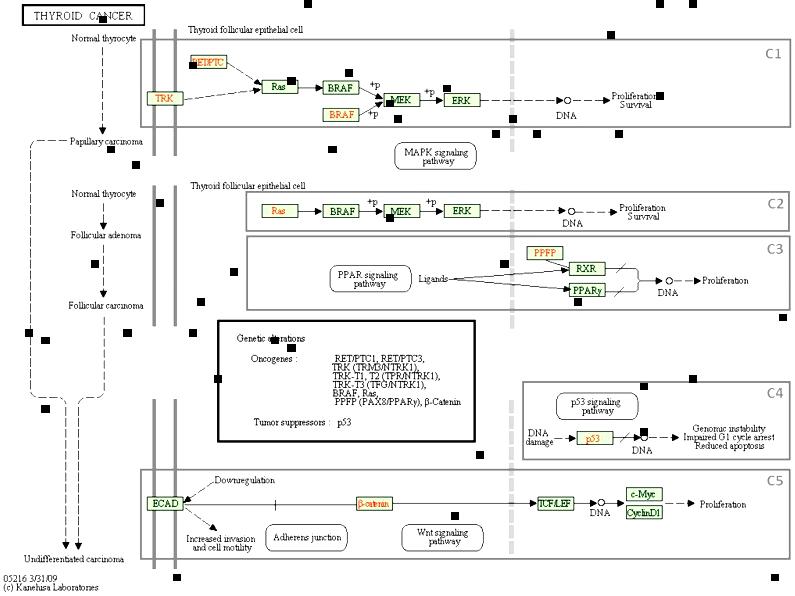 THYROID CANCER
Normal thyrocyte
Thyroid follicular epithelial cell
C1
RET/PTC
TRK
Ras
BRAF
+p
MEK
+p
ERK
BRAF
+p
DNA
Proliferation
Survival
Papillary carcinoma
MAPK signaling
pathway
Normal thyrocyte
Thyroid follicular epithelial cell
C2
Ras
BRAF
+p
MEK
+p
ERK
DNA
Proliferation
Survival
Follicular adenoma
C3
PPFP
PPAR signaling
pathway
Ligands
RXR
PPARγ
DNA
Proliferation
Follicular carcinoma
Genetic alterations
Oncogenes : RET/PTC1, RET/PTC3,
TRK (TRM3/NTRK1),
TRK-T1, T2 (TPR/NTRK1),
TRK-T3 (TFG/NTRK1),
BRAF, Ras,
PPFP (PAX8/PPARγ), β-Catenin
Tumor suppressors : p53
C4
p53 signaling
pathway
DNA
damage
p53
DNA
Genomic instability
Impaired G1 cycle arrest
Reduced apoptosis
C5
Downregulation
ECAD
β-catenin
TCF/LEF
DNA
c-Myc
CyclinD1
Proliferation
Increased invasion
and cell motility
Adherens junction
Wnt signaling
pathway
Undifferentiated carcinoma
05216 3/31/09
(c) Kanehisa Laboratories